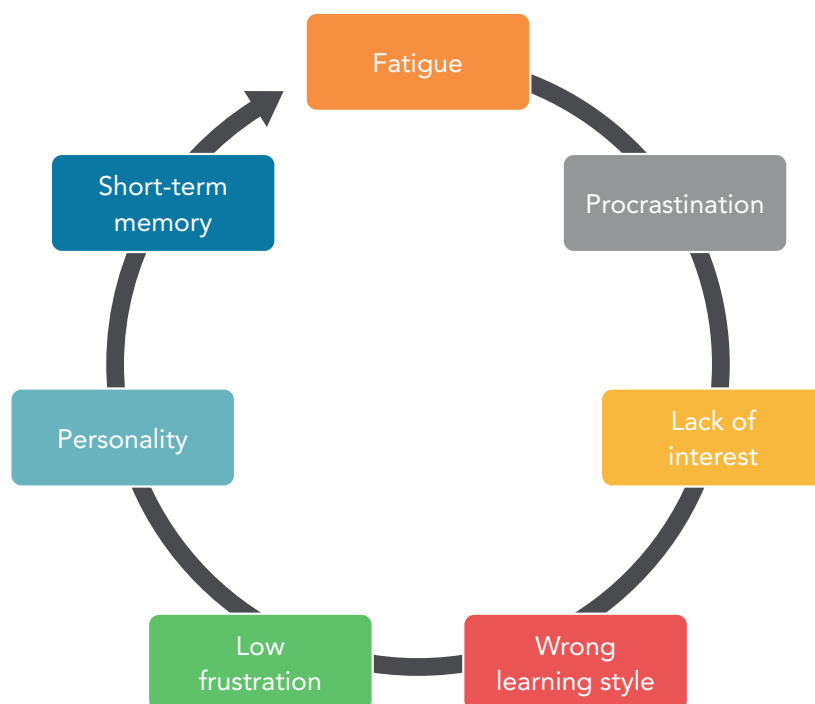 Fatigue
Procrastination
Lack of
interest
Wrong
learning style
Low
frustration
Personality
Short-term
memory